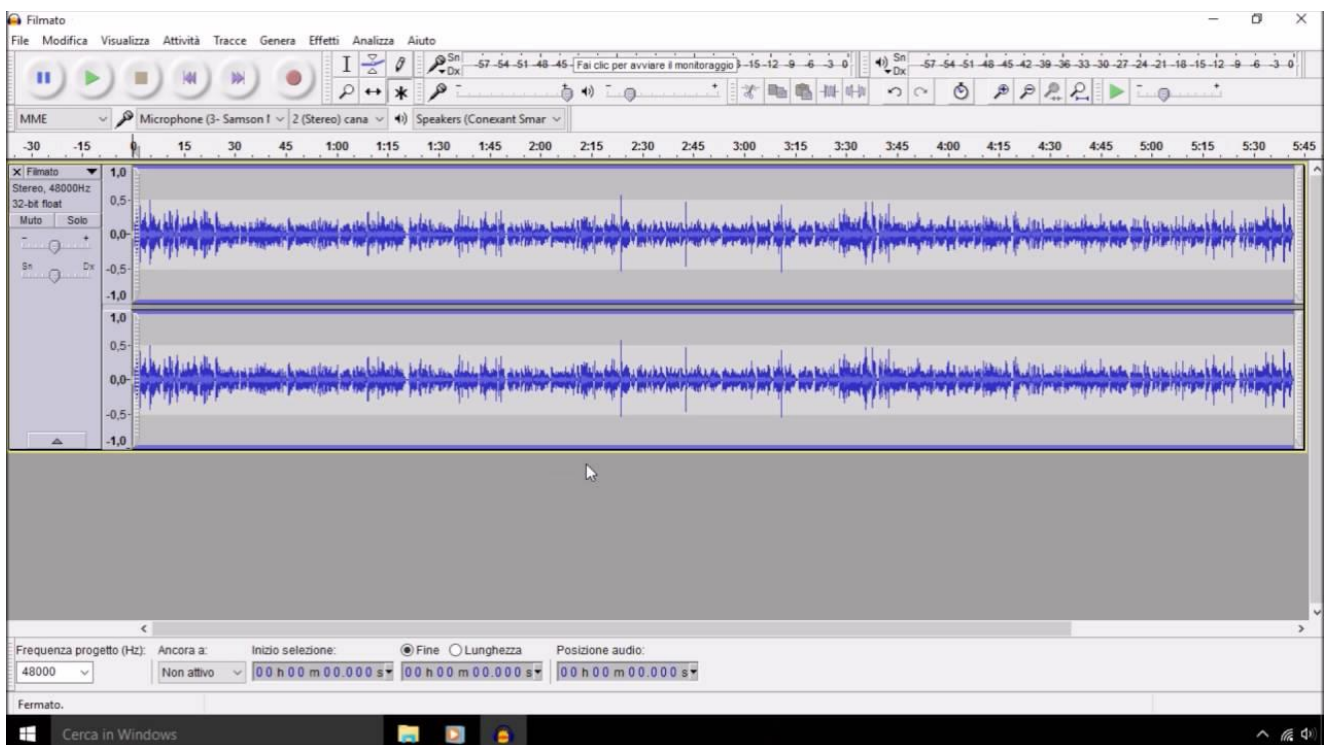 Filmato
File Modifica Visualizza Attività Tracce Genera Effetti Analizza Aiuto
Sn Dx -57 -54 -51 -48 -45 Fai clic per avviare il monitoraggio -15 -12 -9 -6 -3 0 Sn Dx -57 -54 -51 -48 -45 -42 -39 -36 -33 -30 -27 -24 -21 -18 -15 -12 -9 -6 -3 0
MME Microphone (3- Samson 2 (Stereo) cana Speakers (Conexant Smar
-30 -15 0 15 30 45 1:00 1:15 1:30 1:45 2:00 2:15 2:30 2:45 3:00 3:15 3:30 3:45 4:00 4:15 4:30 4:45 5:00 5:15 5:30 5:45
X Filmato 1,0
Stereo, 48000Hz
32-bit float 0,5
Muto Solo
0,0
Sn Dx -0,5
-1,0
1,0
0,5
0,0
-0,5
-1,0
Frequenza progetto (Hz): Ancora a: Inizio selezione: Fine Lunghezza Posizione audio:
48000 Non attivo 00 h 00 m 00.000 s 00 h 00 m 00.000 s 00 h 00 m 00.000 s
Fermato.
Cerca in Windows